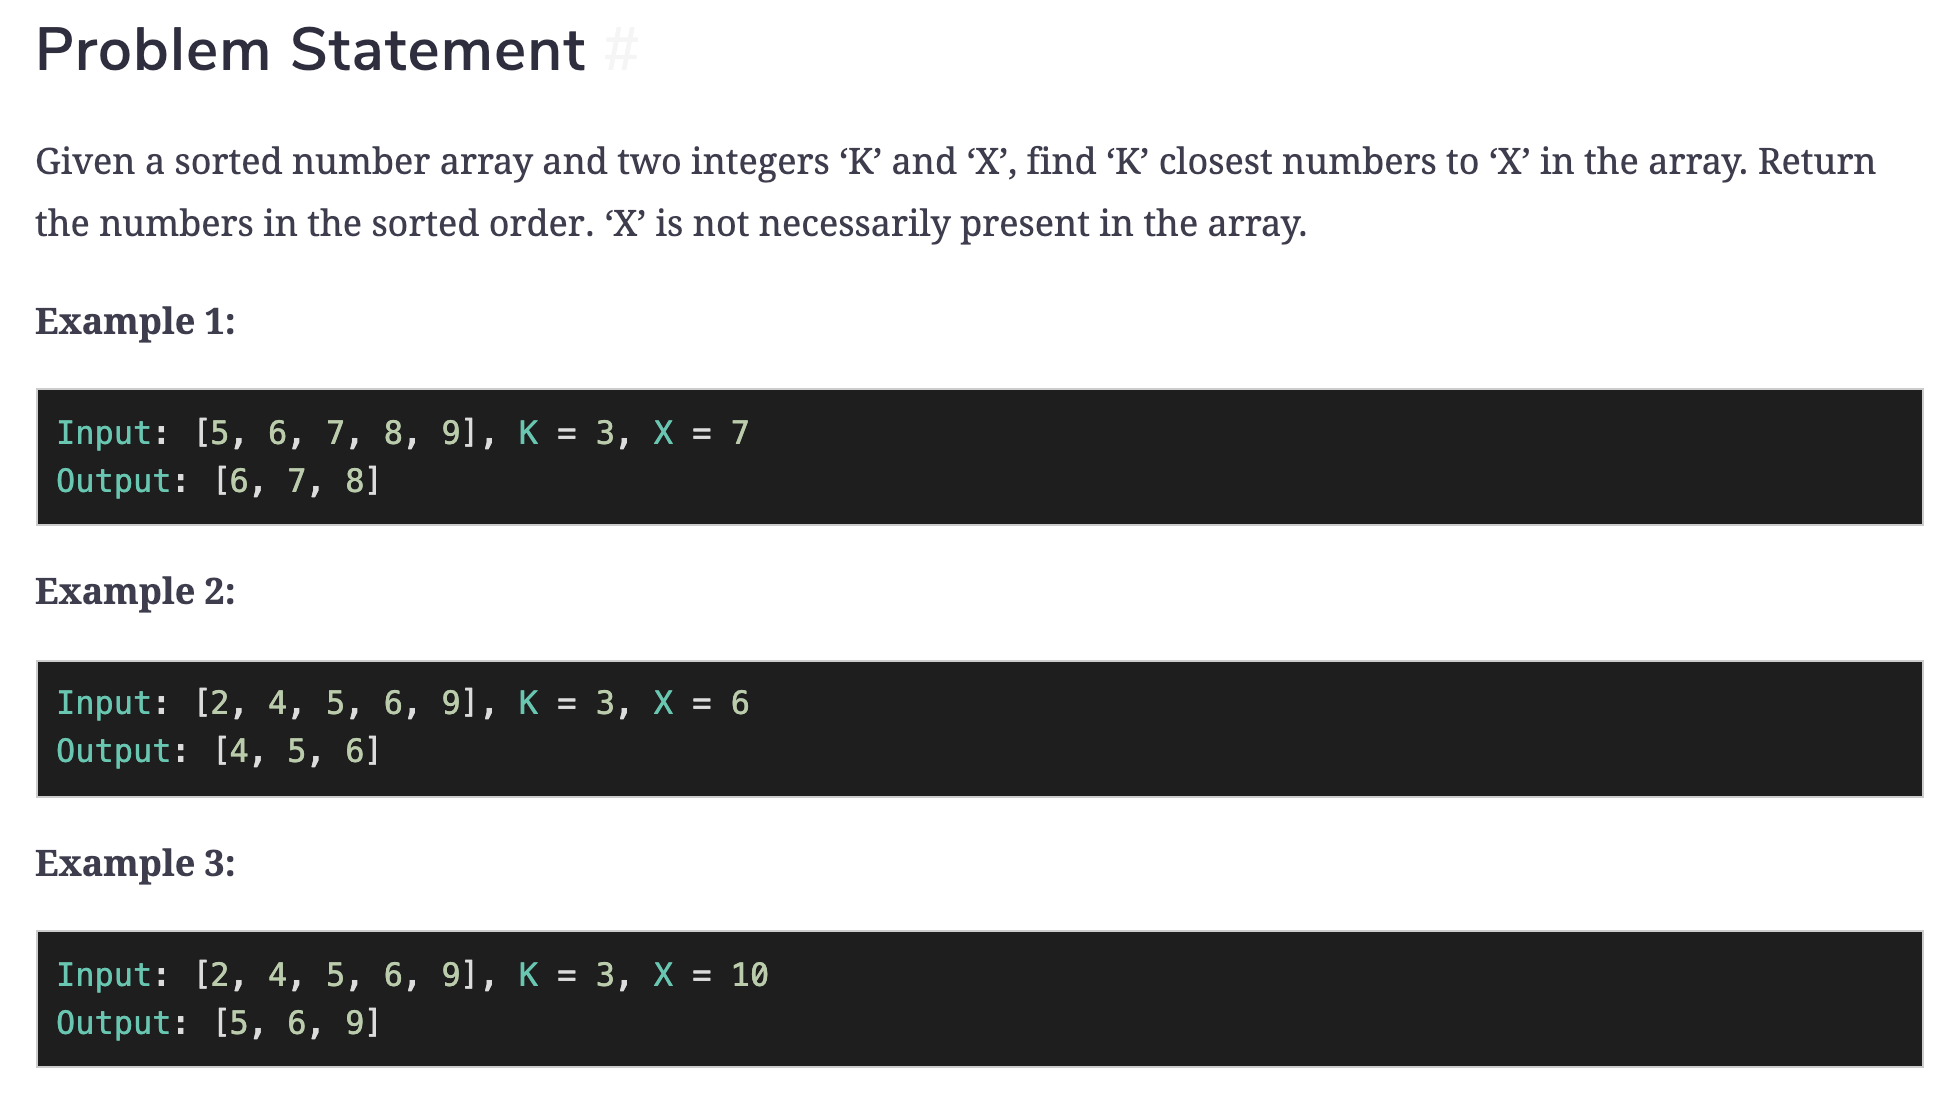 Problem Statement #
Given a sorted number array and two integers ‘K’ and ‘X’, find ‘K’ closest numbers to ‘X’ in the array. Return
the numbers in the sorted order. ‘X’ is not necessarily present in the array.
Example 1:
Input: [5, 6, 7, 8, 9], K = 3, X = 7
Output: [6, 7, 8]
Example 2:
Input: [2, 4, 5, 6, 9], K = 3, X = 6
Output: [4, 5, 6]
Example 3:
Input: [2, 4, 5, 6, 9], K = 3, X = 10
Output: [5, 6, 9]